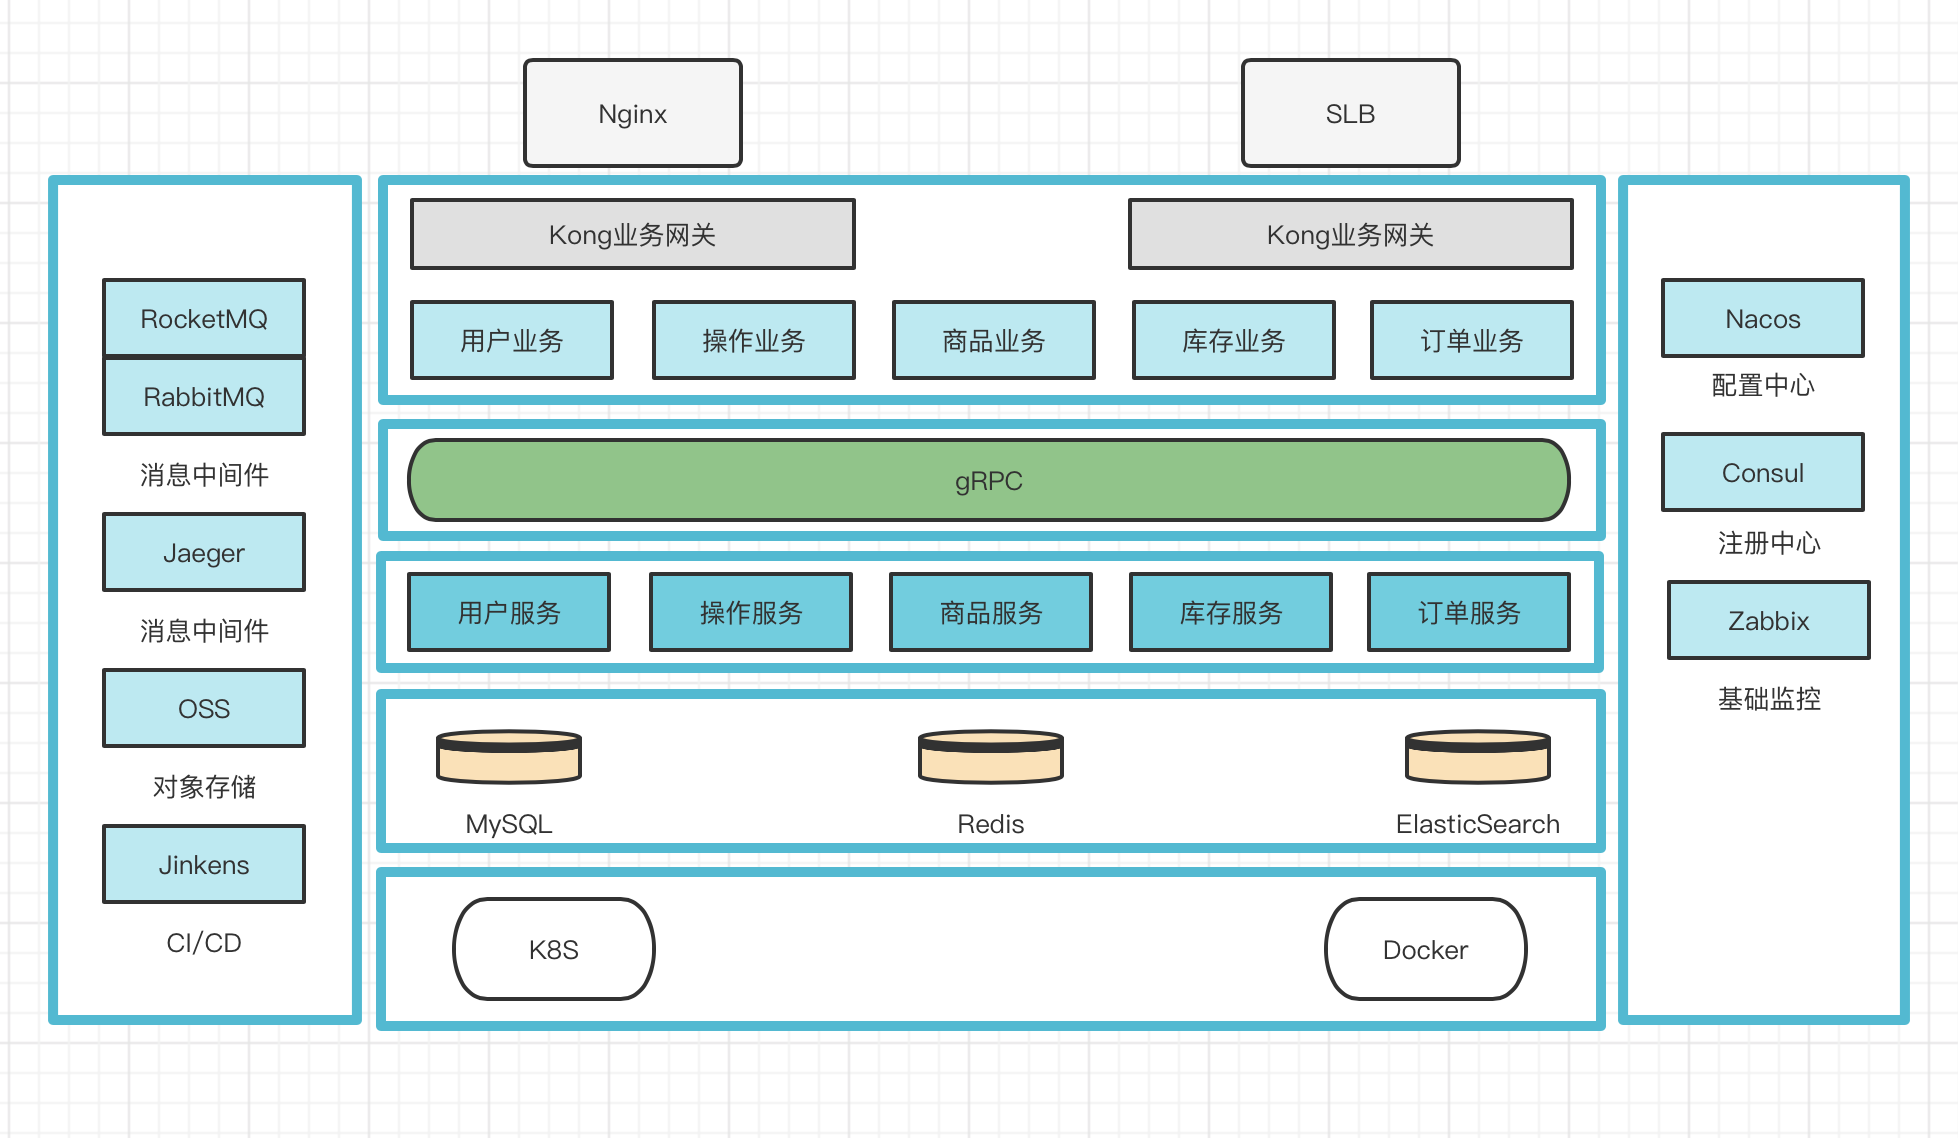 Nginx
SLB
RocketMQ
RabbitMQ
消息中间件
Jaeger
消息中间件
OSS
对象存储
Jinkens
CI/CD
Kong业务网关
Kong业务网关
用户业务
操作业务
商品业务
库存业务
订单业务
gRPC
用户服务
操作服务
商品服务
库存服务
订单服务
MySQL
Redis
ElasticSearch
K8S
Docker
Nacos
配置中心
Consul
注册中心
Zabbix
基础监控